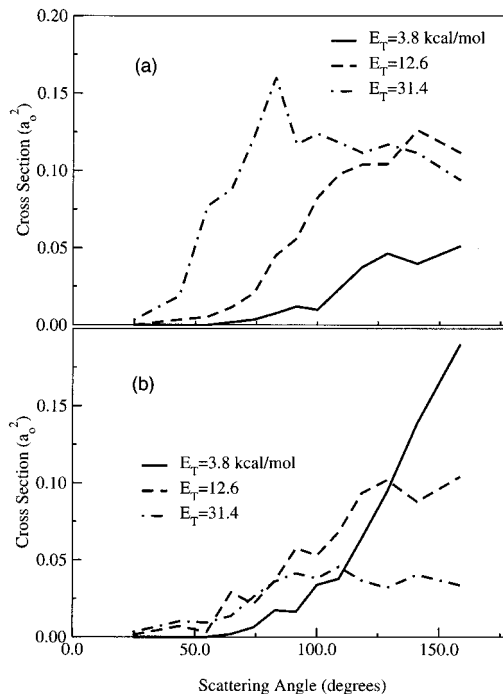 0.20
(a)
E_T=3.8 kcal/mol
E_T=12.6
E_T=31.4
0.15
0.10
0.05
0.00
Cross Section (a_o^2)
(b)
E_T=3.8 kcal/mol
E_T=12.6
E_T=31.4
0.15
0.10
0.05
0.00
Cross Section (a_o^2)
0.0 50.0 100.0 150.0
Scattering Angle (degrees)